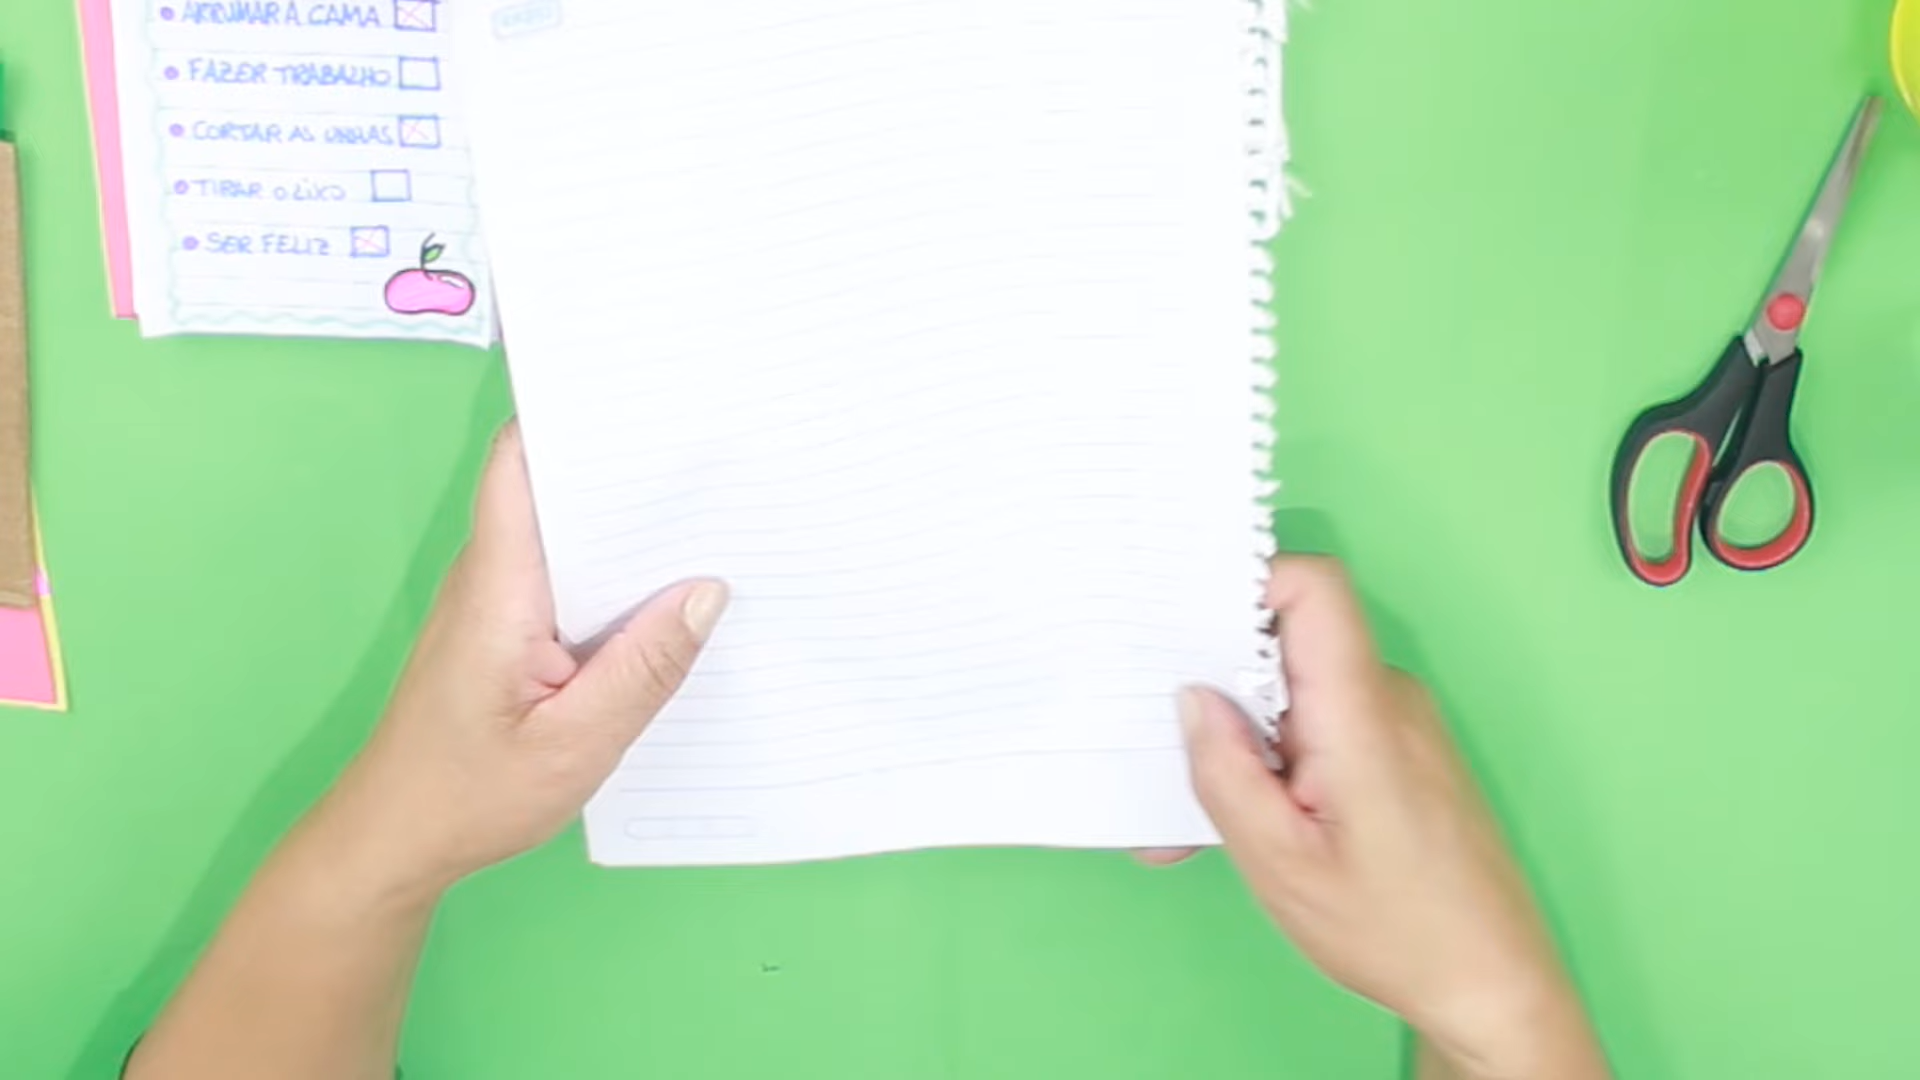 • ARRUMAR A CAMA
• FAZER TRABALHO
• CORTAR AS UNHAS
• TIRAR O LIXO
• SER FELIZ